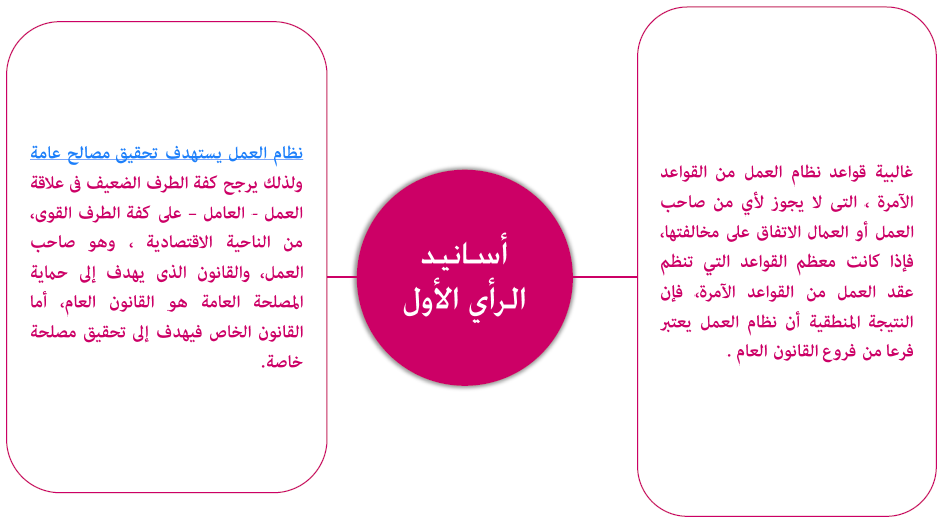 أسانيد
الرأي الأول
غالبية قواعد نظام العمل من القواعد
الآمرة ، التى لا يجوز لأي من صاحب
العمل أو العمال الاتفاق على مخالفتها،
فإذا كانت معظم القواعد التي تنظم
عقد العمل من القواعد الآمرة، فإن
النتيجة المنطقية أن نظام العمل يعتبر
فرعا من فروع القانون العام .
نظام العمل يستهدف تحقيق مصالح عامة
ولذلك يرجح كفة الطرف الضعيف فى علاقة
العمل - العامل – على كفة الطرف القوى،
من الناحية الاقتصادية ، وهو صاحب
العمل، والقانون الذى يهدف إلى حماية
المصلحة العامة هو القانون العام، أما
القانون الخاص فيهدف إلى تحقيق مصلحة
خاصة.